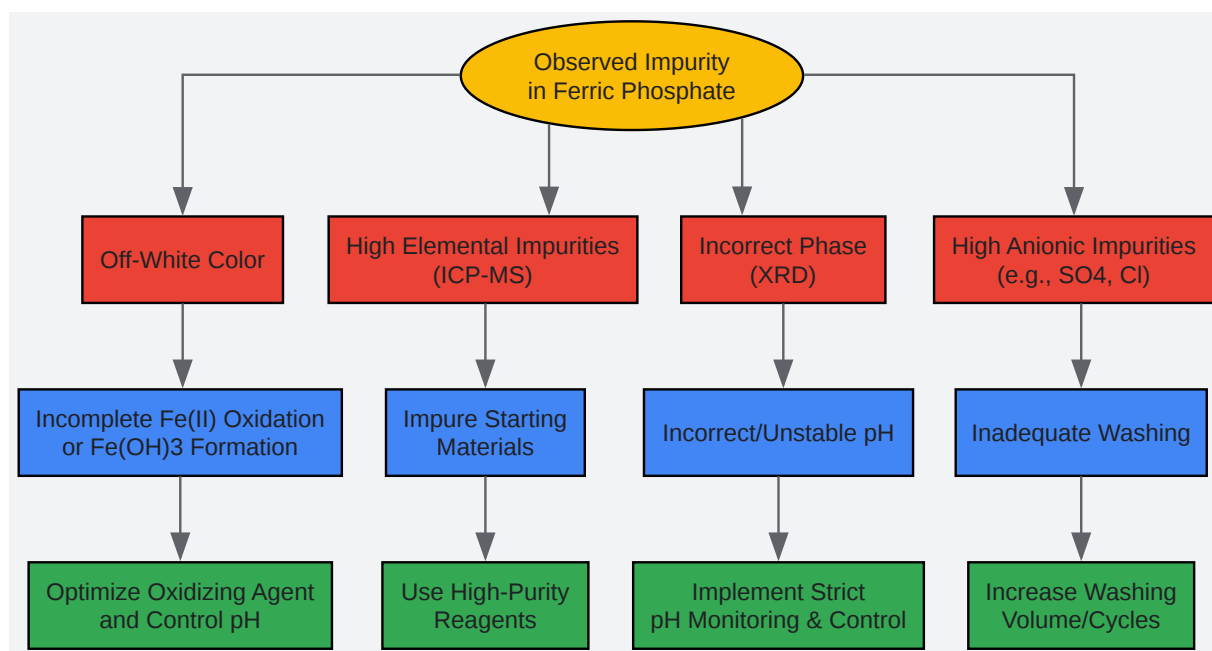 Observed Impurity
in Ferric Phosphate
Off-White Color
High Elemental Impurities
(ICP-MS)
Incorrect Phase
(XRD)
High Anionic Impurities
(e.g., SO4, Cl)
Incomplete Fe(II) Oxidation
or Fe(OH)3 Formation
Impure Starting
Materials
Incorrect/Unstable pH
Inadequate Washing
Optimize Oxidizing Agent
and Control pH
Use High-Purity
Reagents
Implement Strict
pH Monitoring & Control
Increase Washing
Volume/Cycles